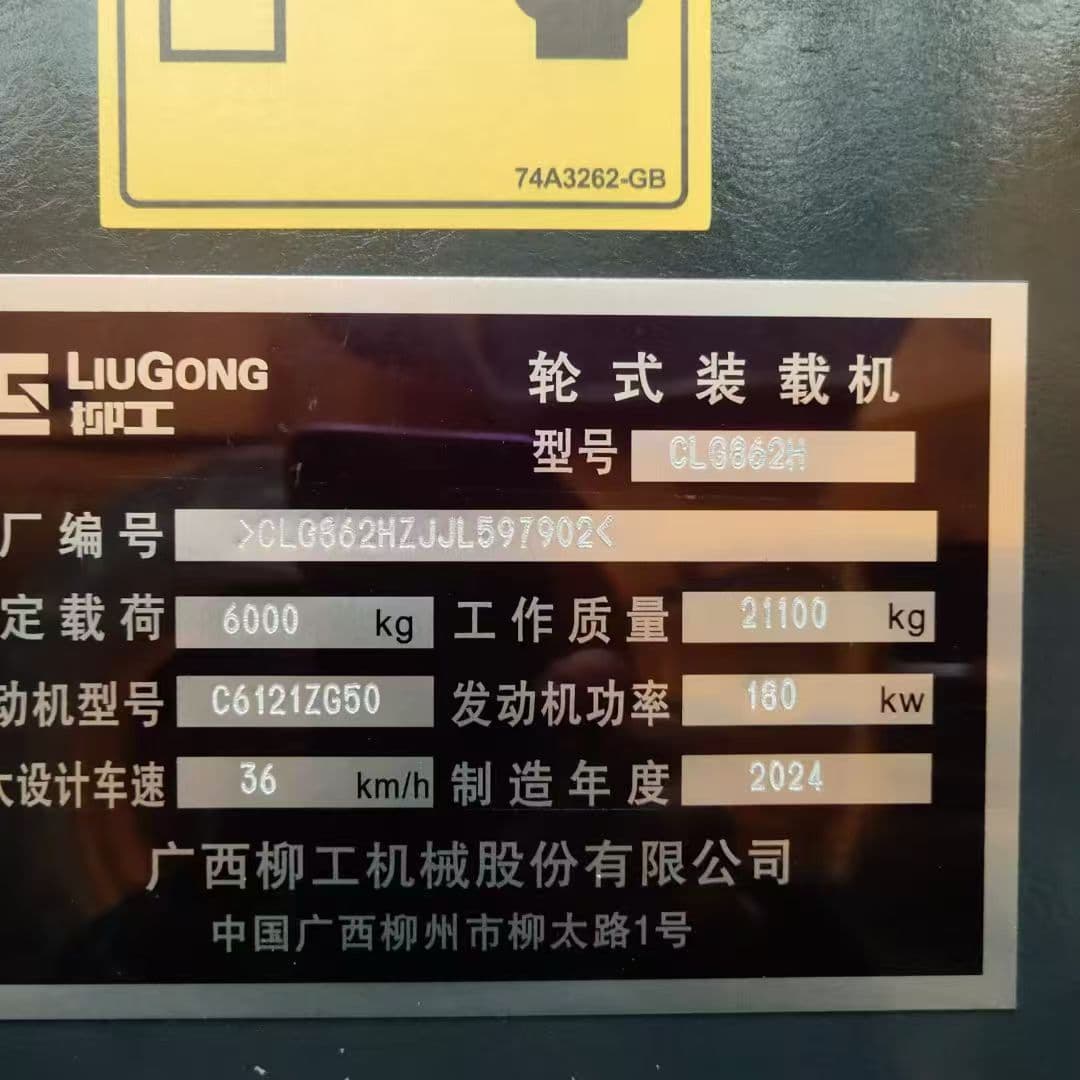 74A3262-GB
LIUGONG
柳工
轮式装载机
型号 CLG862H
厂编号 >CLG862HZJJL597902<
定载荷 6000 kg 工作质量 21100 kg
动机型号 C6121ZG50 发动机功率 160 kw
大设计车速 36 km/h 制造年度 2024
广西柳工机械股份有限公司
中国广西柳州市柳太路1号